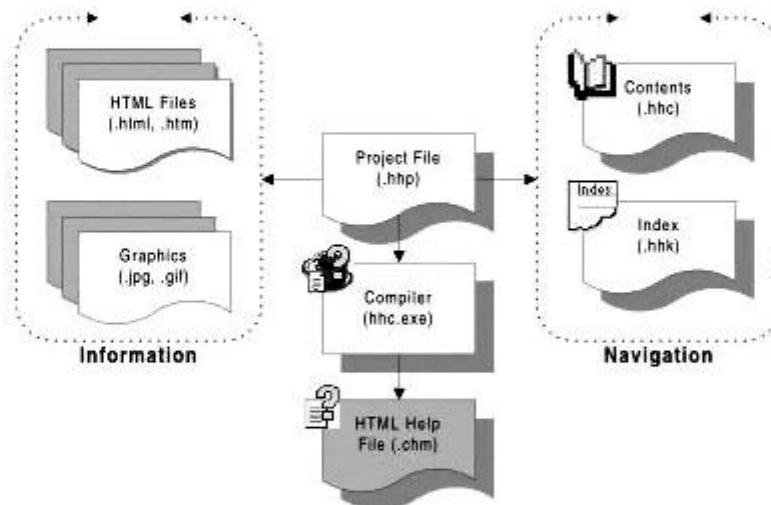 HTML Files
(.html, .htm)
Graphics
(.jpg, .gif)
Information
Project File
(.hhp)
Compiler
(hhc.exe)
HTML Help
File (.chm)
Contents
(.hhc)
Index
Index
(.hhk)
Navigation